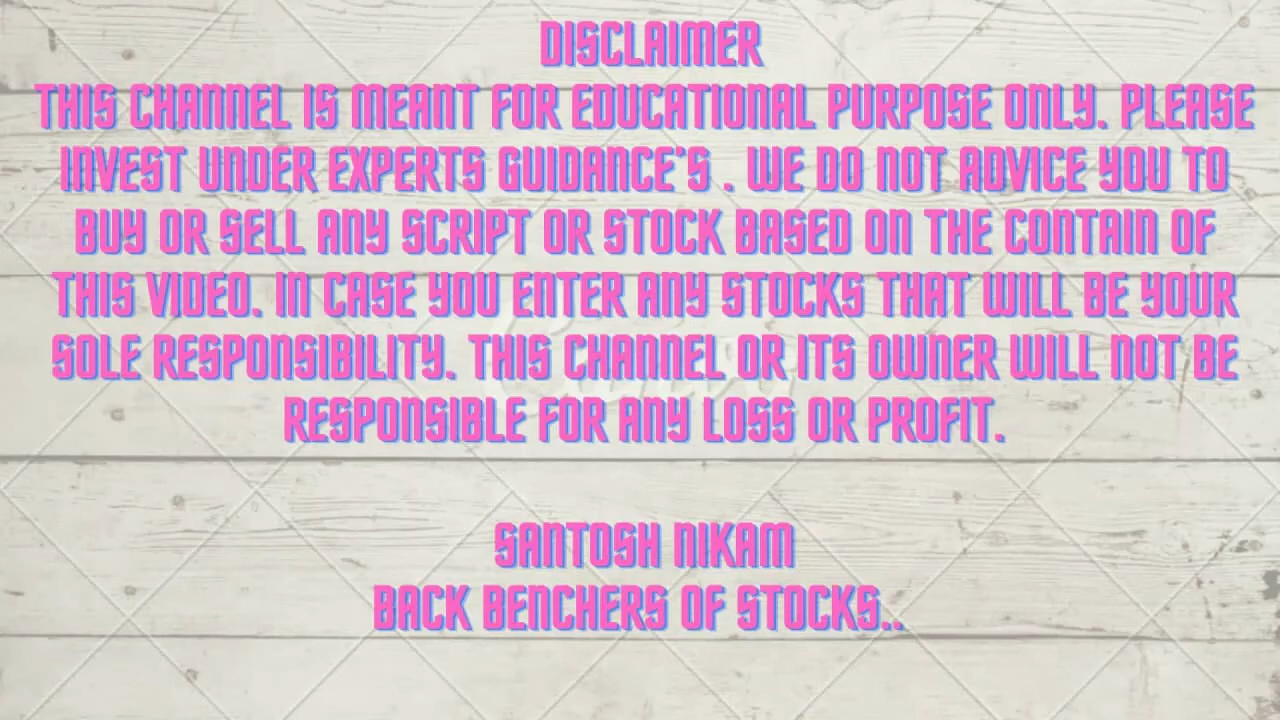 DISCLAIMER
THIS CHANNEL IS MEANT FOR EDUCATIONAL PURPOSE ONLY. PLEASE
INVEST UNDER EXPERTS GUIDANCE'S . WE DO NOT ADVICE YOU TO
BUY OR SELL ANY SCRIPT OR STOCK BASED ON THE CONTAIN OF
THIS VIDEO. IN CASE YOU ENTER ANY STOCKS THAT WILL BE YOUR
SOLE RESPONSIBILITY. THIS CHANNEL OR ITS OWNER WILL NOT BE
RESPONSIBLE FOR ANY LOSS OR PROFIT.
SANTOSH NIKAM
BACK BENCHERS OF STOCKS..